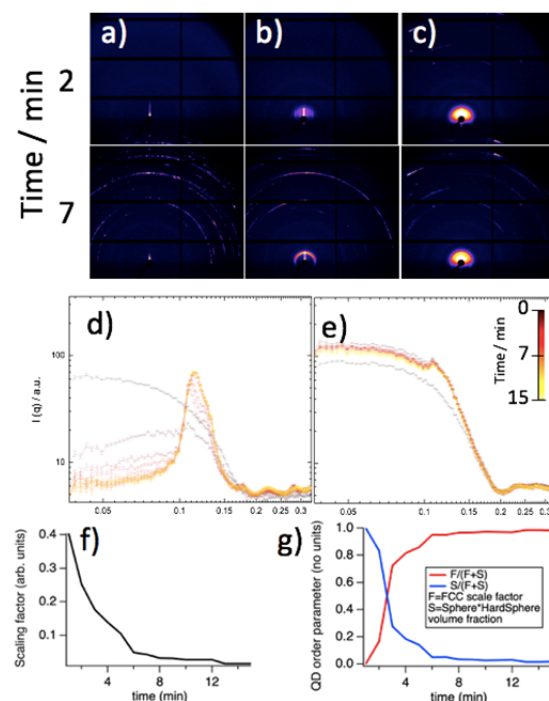 a) b) c)
Time / min
2
7
d) e)
0
7
15
Time / min
I (q) / a.u.
100
10
0.05 0.1 0.15 0.2 0.25 0.3
0.05 0.1 0.15 0.2 0.25 0.3
f)
Scaling factor (arb. units)
0.4
0.3
0.2
0.1
4 8 12
time (min)
g)
QD order parameter (no units)
1.0
0.8
0.6
0.4
0.2
0.0
F/(F+S)
S/(F+S)
F=FCC scale factor
S=Sphere*HardSphere
volume fraction
4 8 12
time (min)